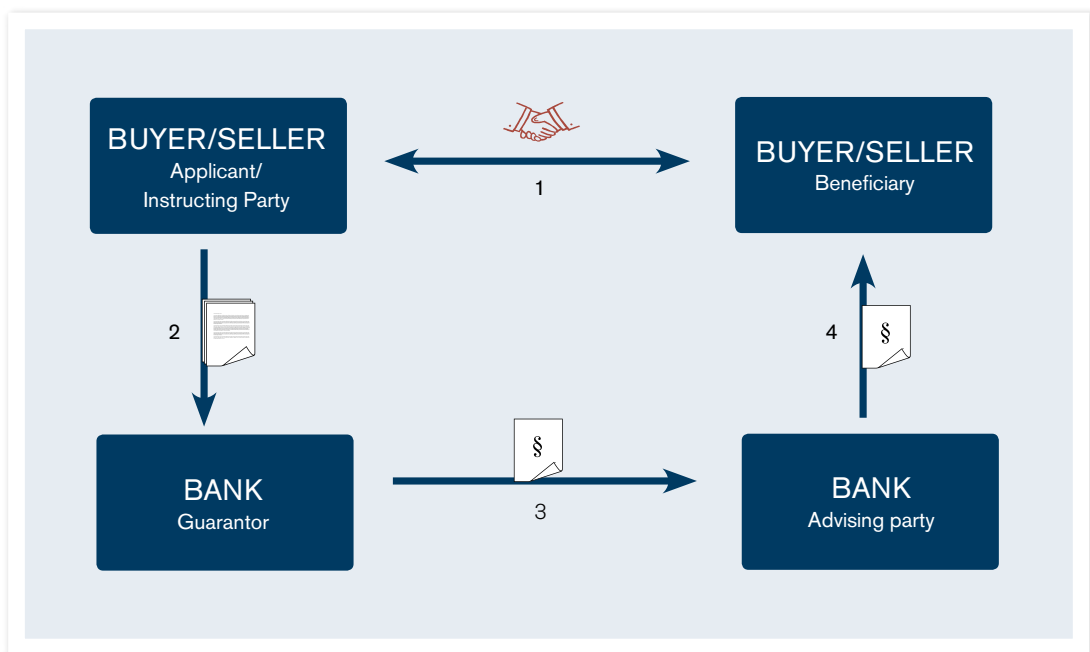 BUYER/SELLER
Applicant/
Instructing Party
1
BUYER/SELLER
Beneficiary
2
4
§
§
3
BANK
Guarantor
BANK
Advising party